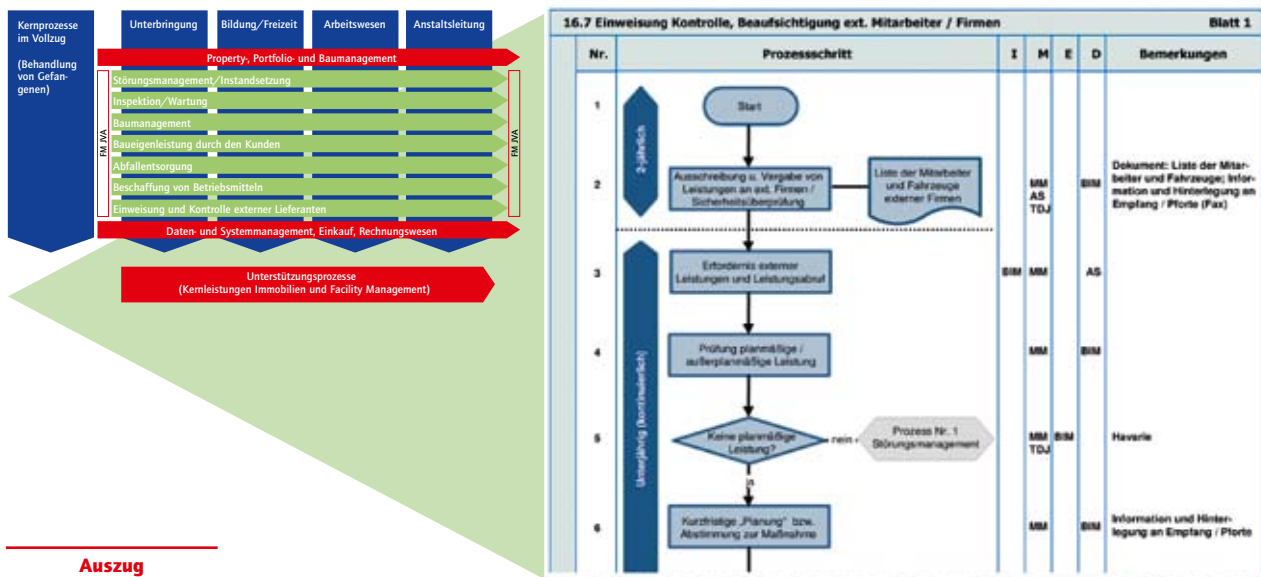 Kernprozesse
im Vollzug
(Behandlung
von Gefan-
genen)
Unterbringung
Bildung/Freizeit
Arbeitswesen
Anstaltsleitung
Property-, Portfolio- und Baumanagement
FM JVA
Störungsmanagement/Instandsetzung
Inspektion/Wartung
Baumanagement
Baueigenleistung durch den Kunden
Abfallentsorgung
Beschaffung von Betriebsmitteln
Einweisung und Kontrolle externer Lieferanten
FM JVA
Daten- und Systemmanagement, Einkauf, Rechnungswesen
Unterstützungsprozesse
(Kernleistungen Immobilien und Facility Management)
Auszug
16.7 Einweisung Kontrolle, Beaufsichtigung ext. Mitarbeiter / Firmen Blatt 1
Nr. Prozessschritt I M E D Bemerkungen
2-jährlich
1
Start
2
Ausschreibung u. Vergabe von
Leistungen an ext. Firmen /
Sicherheitsüberprüfung
Liste der Mitarbeiter
und Fahrzeuge
externer Firmen
MM
AS
TDJ
BIM
Dokument: Liste der Mitar-
beiter und Fahrzeuge; Infor-
mation und Hinterlegung an
Empfang / Pforte (Fax)
Unterjährig (kontinuierlich)
3
Erfordernis externer
Leistungen und Leistungsabruf
BIM MM AS
4
Prüfung planmäßige /
außerplanmäßige Leistung
MM BIM
5
Keine planmäßige
Leistung?
nein
Prozess Nr. 1
Störungsmanagement
MM
TDJ
BIM
Havarie
ja
6
Kurzfristige „Planung" bzw.
Abstimmung zur Maßnahme
MM BIM
Information und Hinter-
legung an Empfang / Pforte